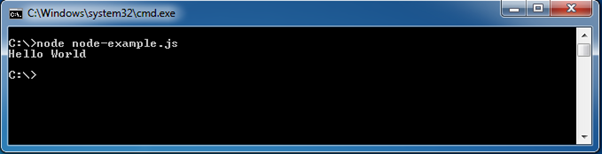 C:\Windows\system32\cmd.exe
C:\>node node-example.js
Hello World
C:\>